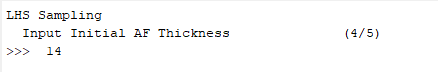 LHS Sampling
Input Initial AF Thickness (4/5)
>>> 14